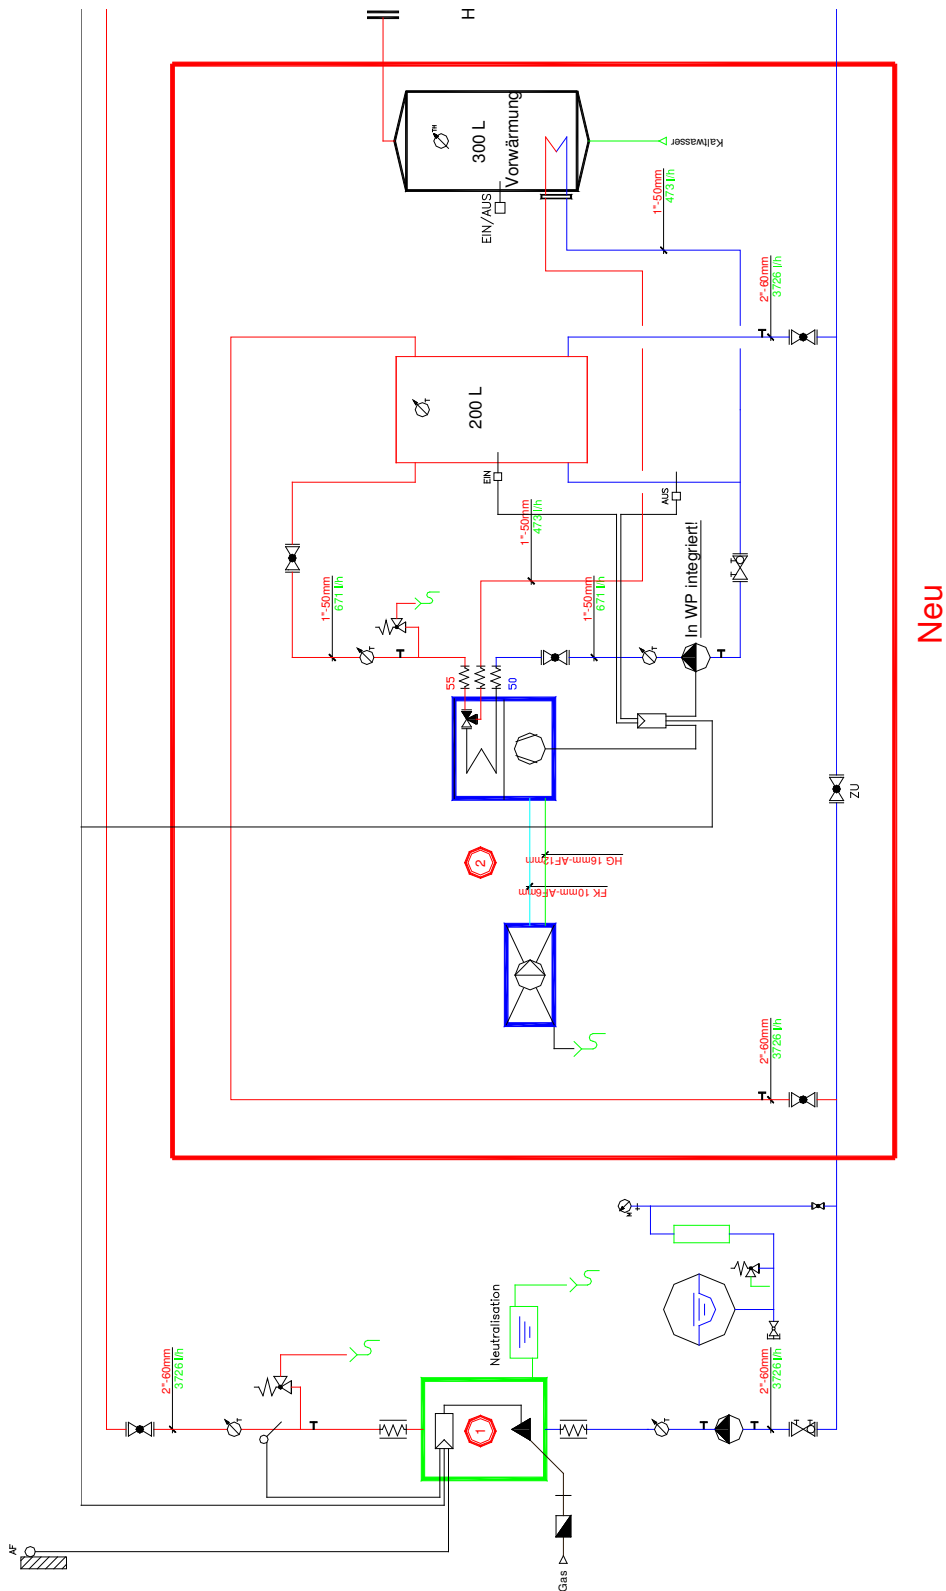 H
TH
300 L
Vorwärmung
EIN/AUS
Kaltwasser
1"-50mm
473 l/h
2"-60mm
3726 l/h
T
T
200 L
EIN
AUS
1"-50mm
473 l/h
1"-50mm
671 l/h
1"-50mm
671 l/h
In WP integriert!
Neu
T
T
T
T
55
50
ZU
2
HG 16mm-AF12mm
FK 10mm-AF6mm
2"-60mm
3726 l/h
T
M
Neutralisation
2"-60mm
3726 l/h
2"-60mm
3726 l/h
T
T
T
T
T
1
AF
Gas